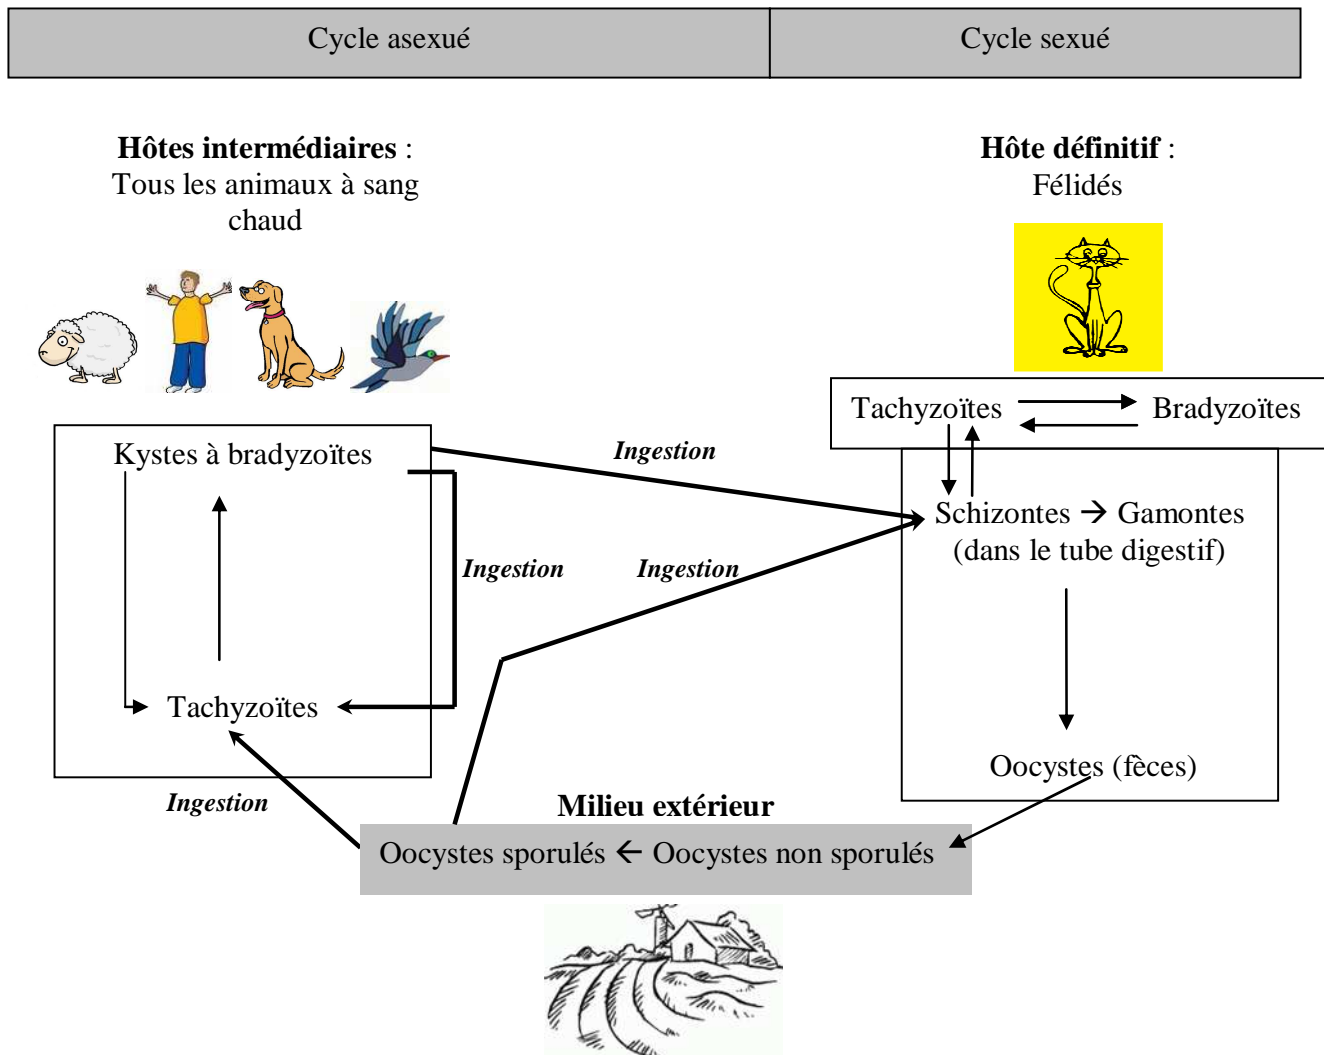 Cycle asexué
Cycle sexué
Hôtes intermédiaires :
Tous les animaux à sang
chaud
Hôte définitif :
Félidés
Tachyzoïtes
Bradyzoïtes
Kystes à bradyzoïtes
Ingestion
Schizontes → Gamontes
(dans le tube digestif)
Ingestion
Ingestion
Tachyzoïtes
Oocystes (fèces)
Ingestion
Milieu extérieur
Oocystes sporulés ← Oocystes non sporulés